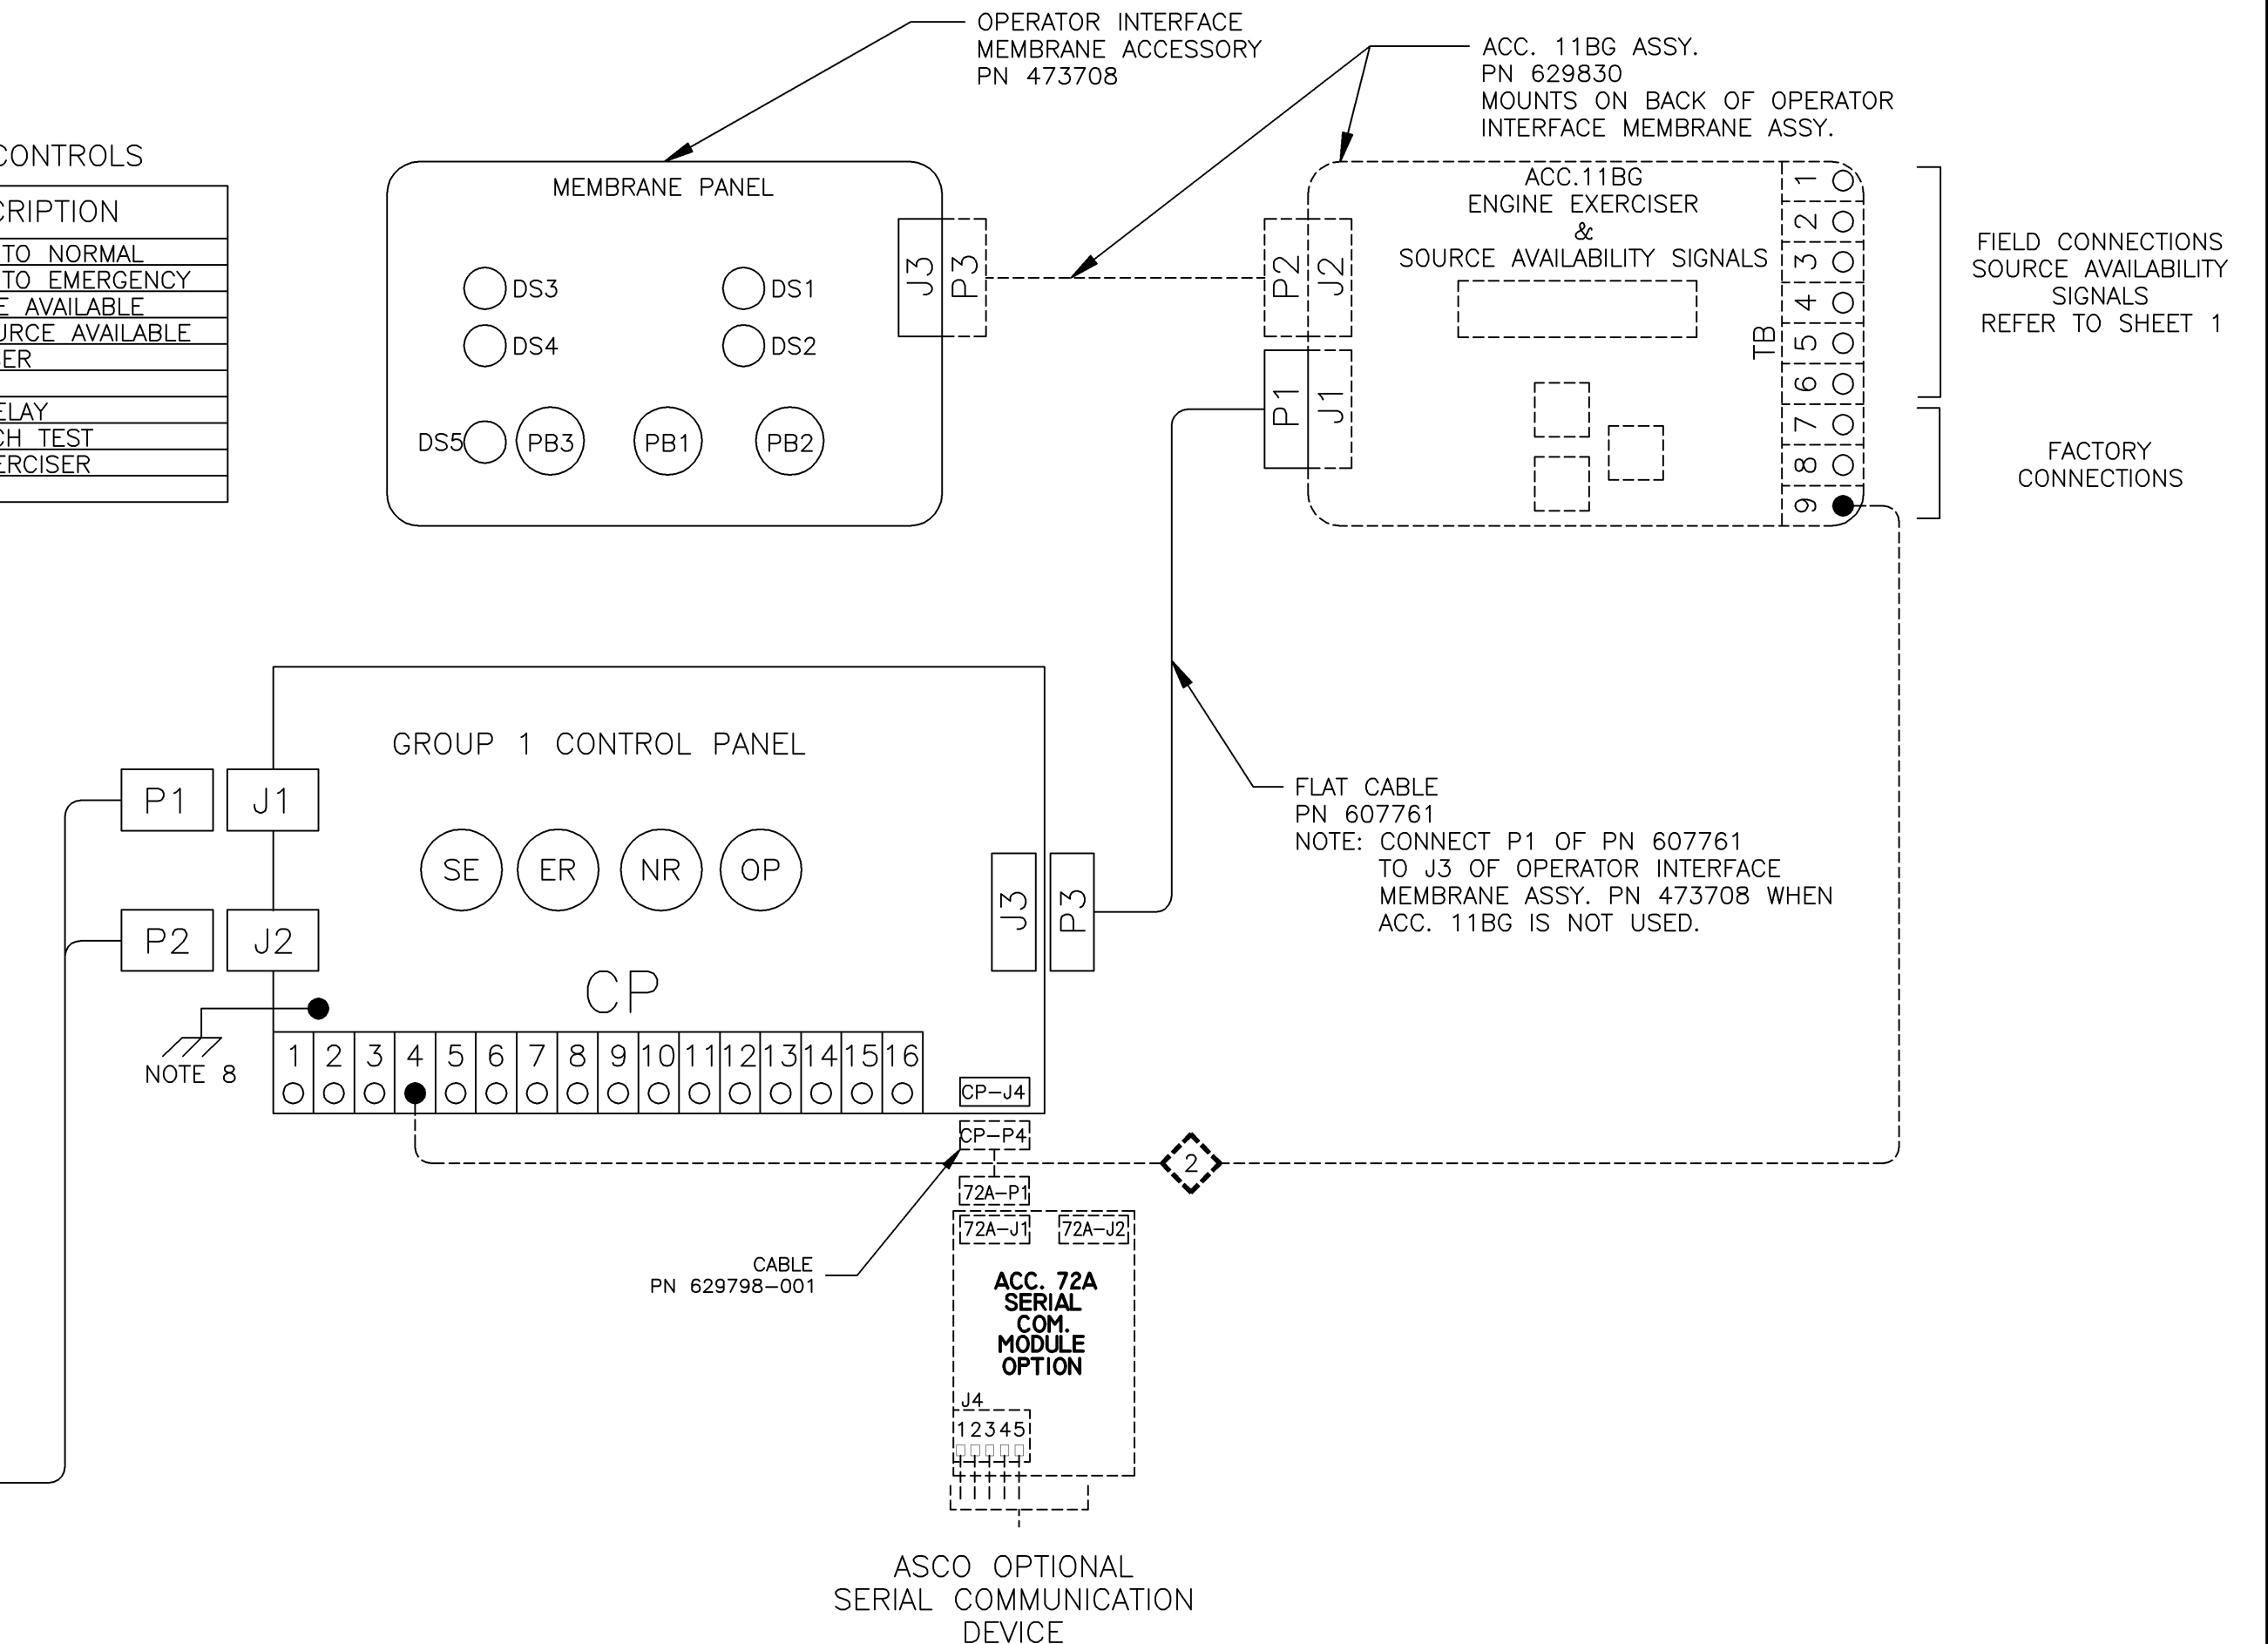 OPERATOR INTERFACE
MEMBRANE ACCESSORY
PN 473708
ACC. 11BG ASSY.
PN 629830
MOUNTS ON BACK OF OPERATOR
INTERFACE MEMBRANE ASSY.
CONTROLS
CRIPTION
TO NORMAL
TO EMERGENCY
E AVAILABLE
URCE AVAILABLE
ER
ELAY
CH TEST
ERCISER
MEMBRANE PANEL
DS3
DS1
DS4
DS2
DS5
PB3
PB1
PB2
J3
P3
P2
J2
P1
J1
ACC.11BG
ENGINE EXERCISER
&
SOURCE AVAILABILITY SIGNALS
TB
1
2
3
4
5
6
7
8
9
FIELD CONNECTIONS
SOURCE AVAILABILITY
SIGNALS
REFER TO SHEET 1
FACTORY
CONNECTIONS
GROUP 1 CONTROL PANEL
P1
J1
SE
ER
NR
OP
P2
J2
J3
P3
CP
NOTE 8
1 2 3 4 5 6 7 8 9 10 11 12 13 14 15 16
FLAT CABLE
PN 607761
NOTE: CONNECT P1 OF PN 607761
TO J3 OF OPERATOR INTERFACE
MEMBRANE ASSY. PN 473708 WHEN
ACC. 11BG IS NOT USED.
CP-J4
CP-P4
2
72A-P1
72A-J1
72A-J2
CABLE
PN 629798-001
ACC. 72A
SERIAL
COM.
MODULE
OPTION
J4
1 2 3 4 5
ASCO OPTIONAL
SERIAL COMMUNICATION
DEVICE